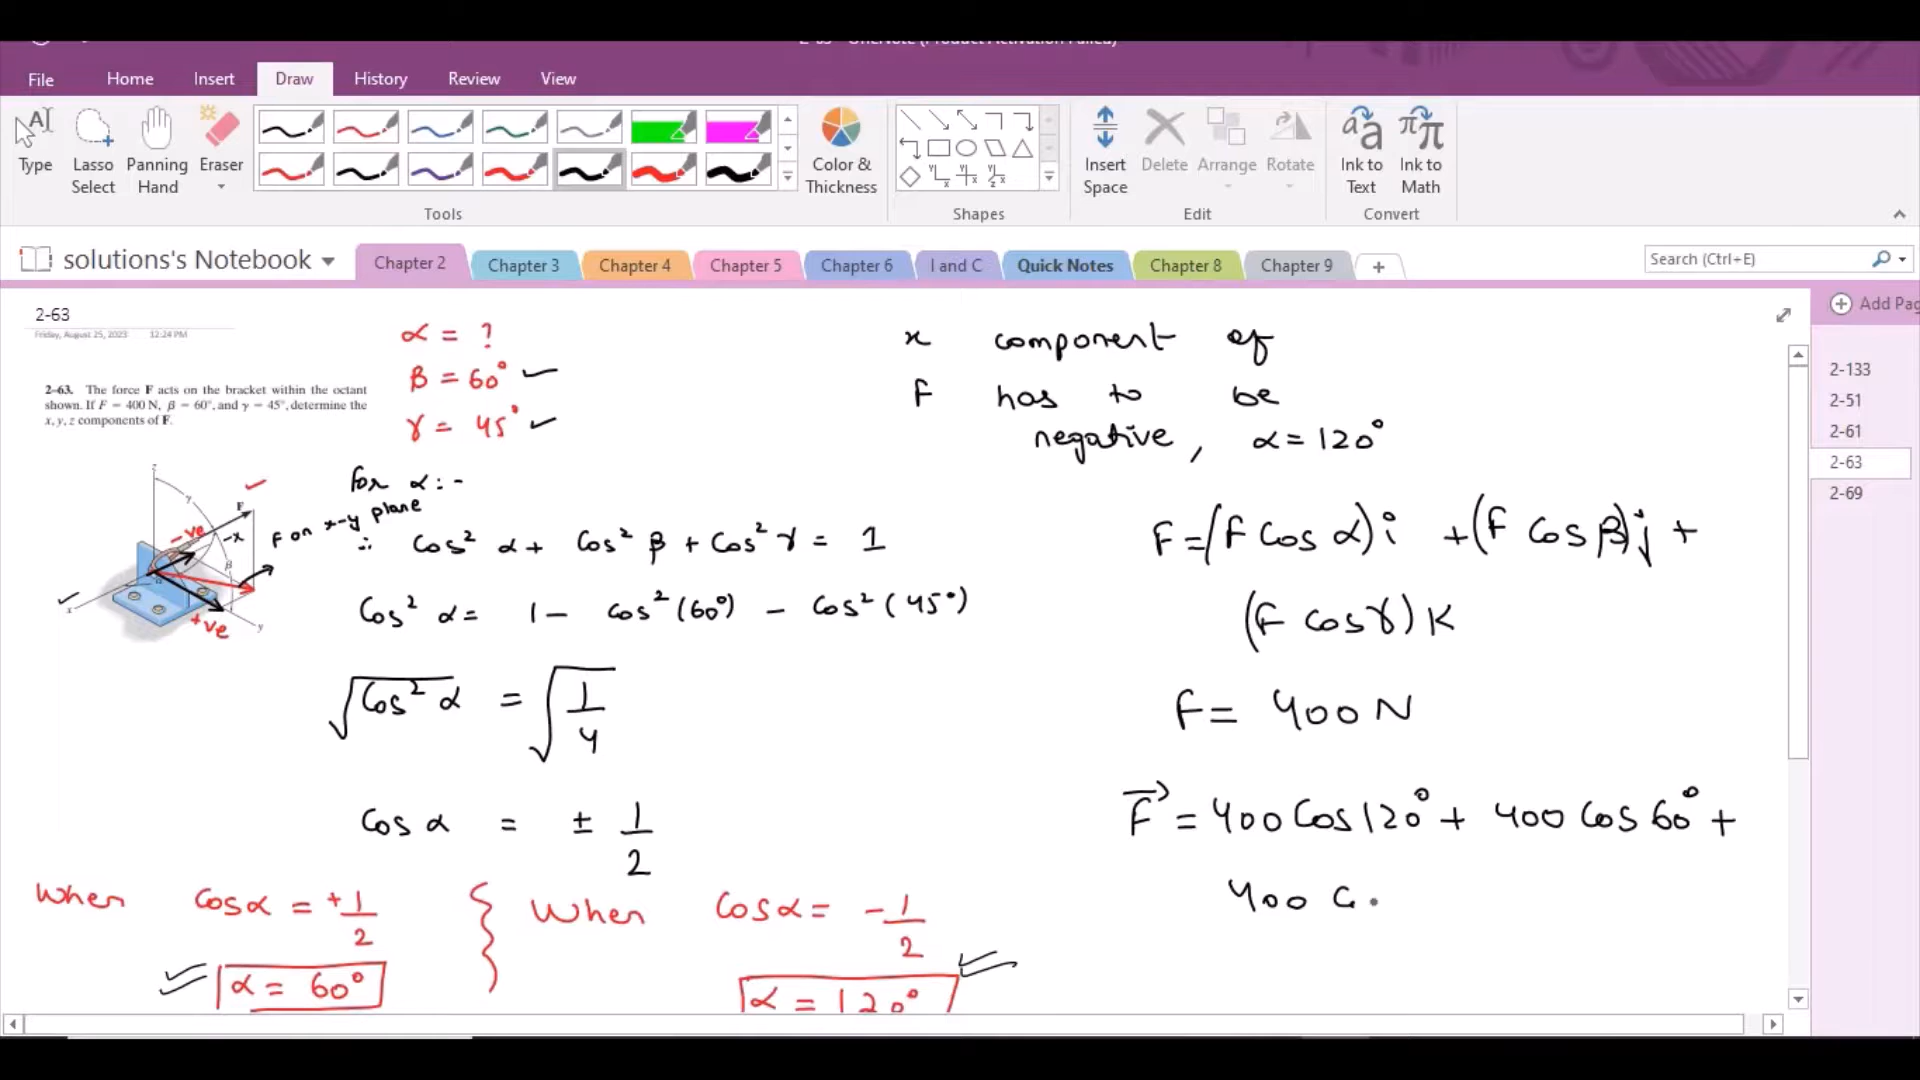 File Home Insert Draw History Review View
Type
Lasso Select
Panning Hand
Eraser
Color & Thickness
Insert Space
Delete
Arrange
Rotate
Ink to Text
Ink to Math
Tools Shapes Edit Convert
solutions's Notebook
Chapter 2 Chapter 3 Chapter 4 Chapter 5 Chapter 6 I and C Quick Notes Chapter 8 Chapter 9 +
Search (Ctrl+E)
Add Pag
2-133
2-51
2-61
2-63
2-69
2-63
Friday, August 25, 2023 12:24 PM
2–63. The force F acts on the bracket within the octant
shown. If F = 400 N, β = 60°, and γ = 45°, determine the
x, y, z components of F.
α = ?
β = 60°
γ = 45°
z
γ
F
-ve
-x
β
α
x
+ve
y
F on x-y plane
for α:-
∴ Cos² α + Cos² β + Cos² γ = 1
Cos² α = 1 - Cos² (60°) - Cos² (45°)
√Cos² α = √1/4
Cos α = ± 1/2
When Cosα = +1/2
α = 60°
When Cosα = -1/2
α = 120°
x component of
F has to be
negative, α = 120°
F = (F Cos α)i + (F Cos β)j +
(F Cos γ) K
F = 400 N
F⃗ = 400 Cos 120° + 400 Cos 60° +
400 C